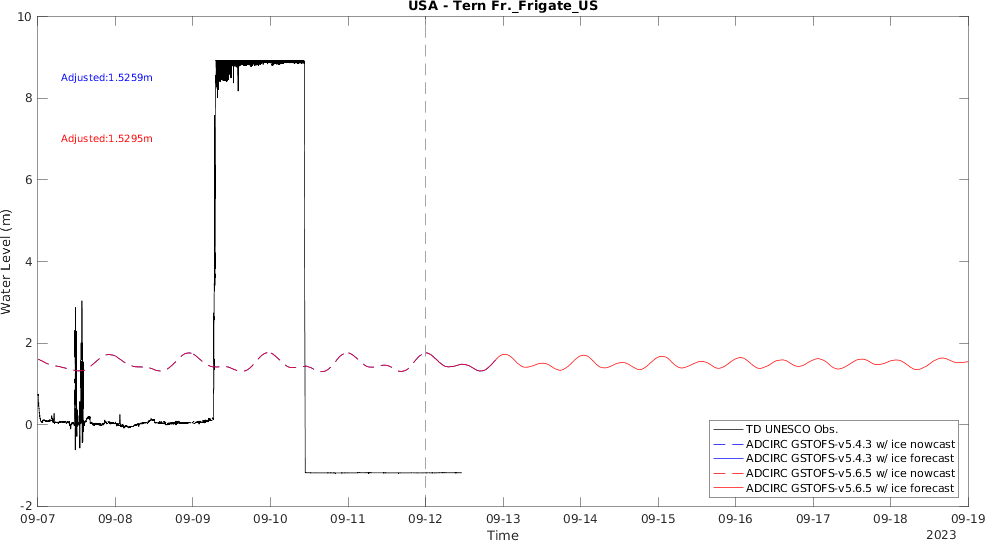 USA - Tern Fr._Frigate_US
10
8
6
4
2
0
-2
Water Level (m)
Adjusted:1.5259m
Adjusted:1.5295m
TD UNESCO Obs.
ADCIRC GSTOFS-v5.4.3 w/ ice nowcast
ADCIRC GSTOFS-v5.4.3 w/ ice forecast
ADCIRC GSTOFS-v5.6.5 w/ ice nowcast
ADCIRC GSTOFS-v5.6.5 w/ ice forecast
09-07 09-08 09-09 09-10 09-11 09-12 09-13 09-14 09-15 09-16 09-17 09-18 09-19
Time
2023